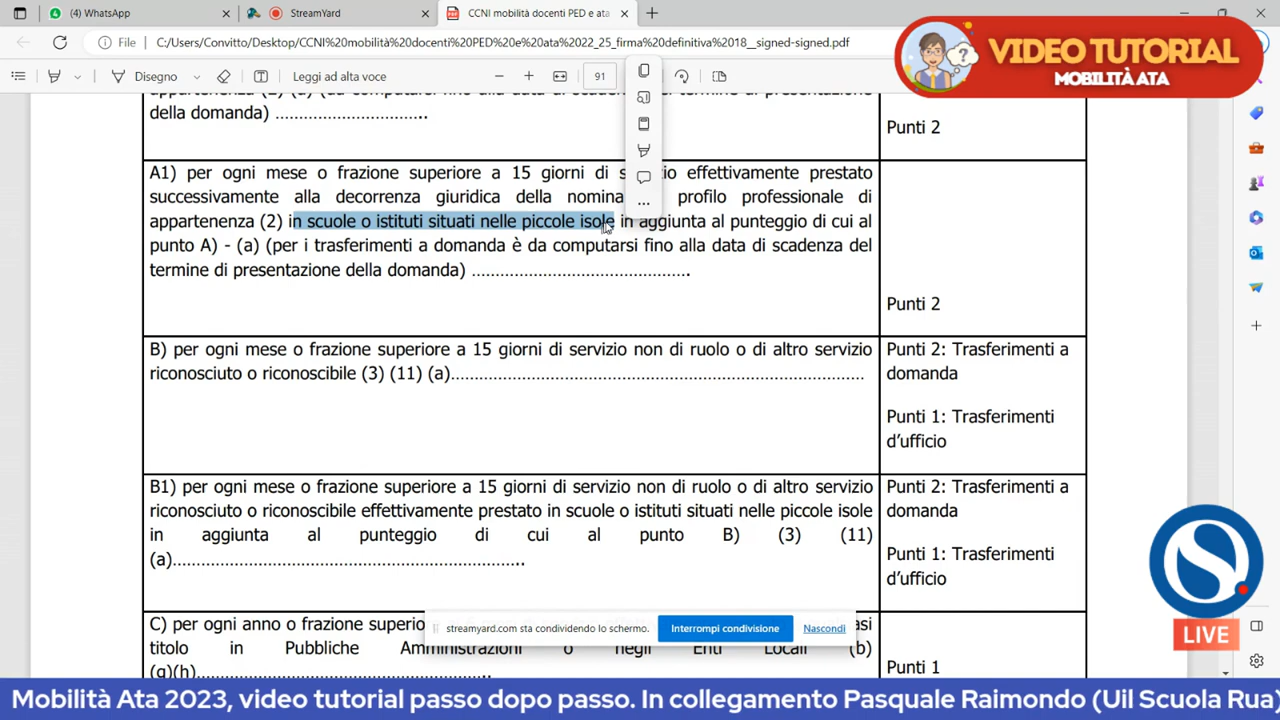 (4) WhatsApp
StreamYard
CCNI mobilità docenti PED e ata
File
C:/Users/Convitto/Desktop/CCNI%20mobilità%20docenti%20PED%20e%20ata%2022_25_firma%20definitiva%2018__signed-signed.pdf
Disegno
Leggi ad alta voce
91
VIDEO TUTORIAL
MOBILITÀ ATA
della domanda) …………………………..
Punti 2
A1) per ogni mese o frazione superiore a 15 giorni di effettivamente prestato
successivamente alla decorrenza giuridica della nomina profilo professionale di
appartenenza (2) in scuole o istituti situati nelle piccole isole in aggiunta al punteggio di cui al
punto A) - (a) (per i trasferimenti a domanda è da computarsi fino alla data di scadenza del
termine di presentazione della domanda) …………………………………….
Punti 2
B) per ogni mese o frazione superiore a 15 giorni di servizio non di ruolo o di altro servizio
riconosciuto o riconoscibile (3) (11) (a)………………………………………………………………………
Punti 2: Trasferimenti a
domanda
Punti 1: Trasferimenti
d’ufficio
B1) per ogni mese o frazione superiore a 15 giorni di servizio non di ruolo o di altro servizio
riconosciuto o riconoscibile effettivamente prestato in scuole o istituti situati nelle piccole isole
in aggiunta al punteggio di cui al punto B) (3) (11)
(a)…………………………………………………………..
Punti 2: Trasferimenti a
domanda
Punti 1: Trasferimenti
d’ufficio
C) per ogni anno o frazione
titolo in Pubbliche Amministrazioni o negli Enti Locali (b)
(g)(h)…………………………………………………..
Punti 1
streamyard.com sta condividendo lo schermo.
Interrompi condivisione
Nascondi
S
LIVE
Mobilità Ata 2023, video tutorial passo dopo passo. In collegamento Pasquale Raimondo (Uil Scuola Rua)